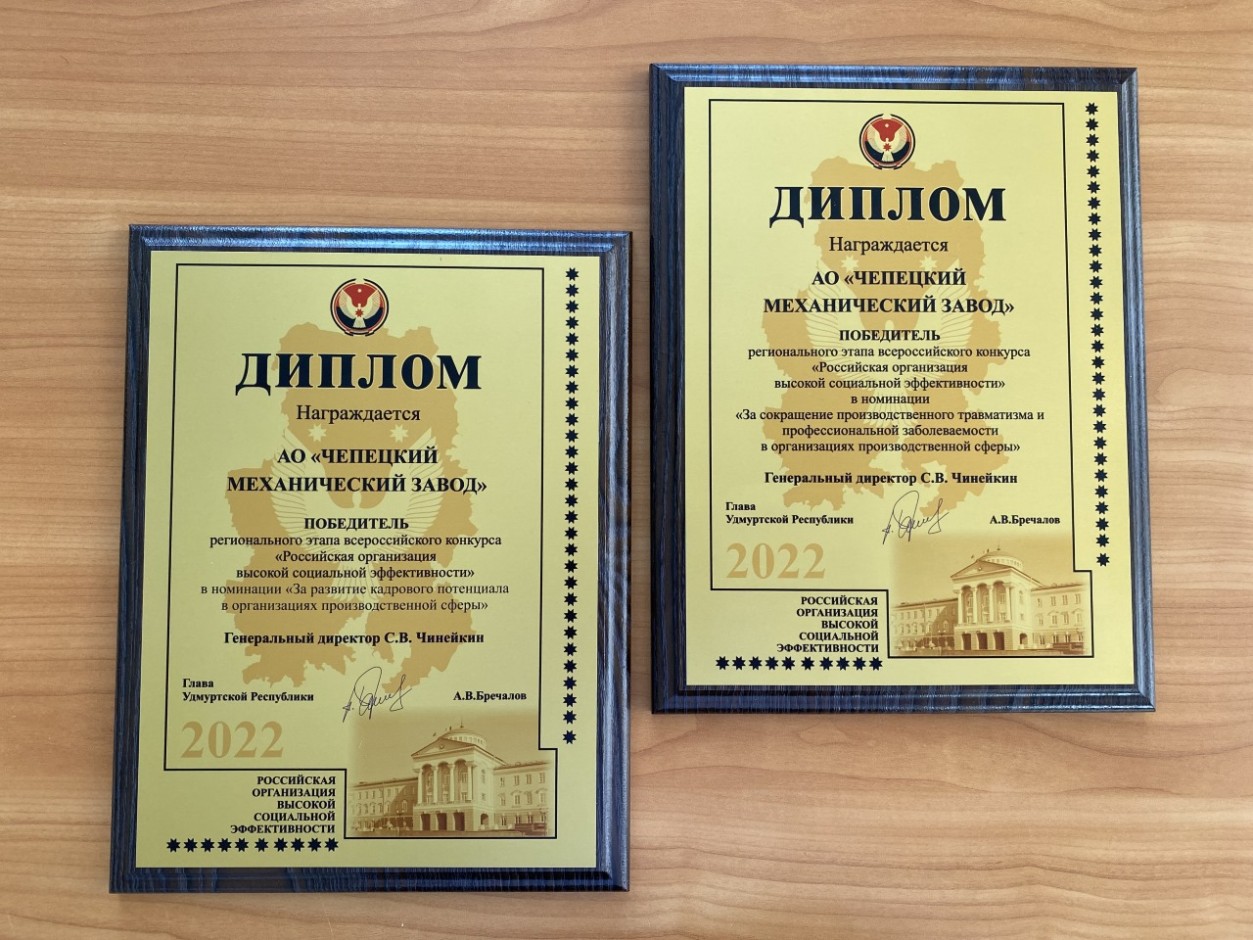 ДИПЛОМ
Награждается
АО «ЧЕПЕЦКИЙ
МЕХАНИЧЕСКИЙ ЗАВОД»
ПОБЕДИТЕЛЬ
регионального этапа всероссийского конкурса
«Российская организация
высокой социальной эффективности»
в номинации «За развитие кадрового потенциала
в организациях производственной сферы»
Генеральный директор С.В. Чинейкин
Глава
Удмуртской Республики
А.В.Бречалов
2022
РОССИЙСКАЯ
ОРГАНИЗАЦИЯ
ВЫСОКОЙ
СОЦИАЛЬНОЙ
ЭФФЕКТИВНОСТИ
ДИПЛОМ
Награждается
АО «ЧЕПЕЦКИЙ
МЕХАНИЧЕСКИЙ ЗАВОД»
ПОБЕДИТЕЛЬ
регионального этапа всероссийского конкурса
«Российская организация
высокой социальной эффективности»
в номинации
«За сокращение производственного травматизма и
профессиональной заболеваемости
в организациях производственной сферы»
Генеральный директор С.В. Чинейкин
Глава
Удмуртской Республики
А.В.Бречалов
2022
РОССИЙСКАЯ
ОРГАНИЗАЦИЯ
ВЫСОКОЙ
СОЦИАЛЬНОЙ
ЭФФЕКТИВНОСТИ